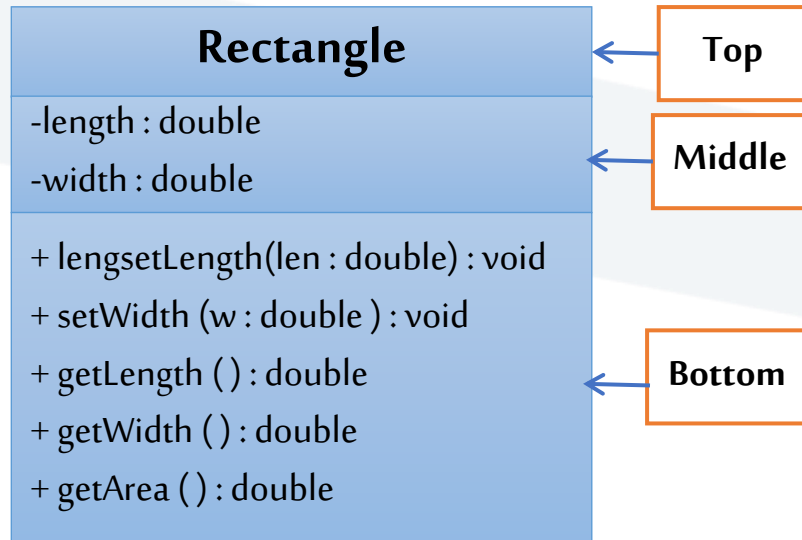 Rectangle
Top
-length : double
-width : double
Middle
+ lengsetLength(len : double) : void
+ setWidth (w : double ) : void
+ getLength ( ) : double
+ getWidth ( ) : double
+ getArea ( ) : double
Bottom